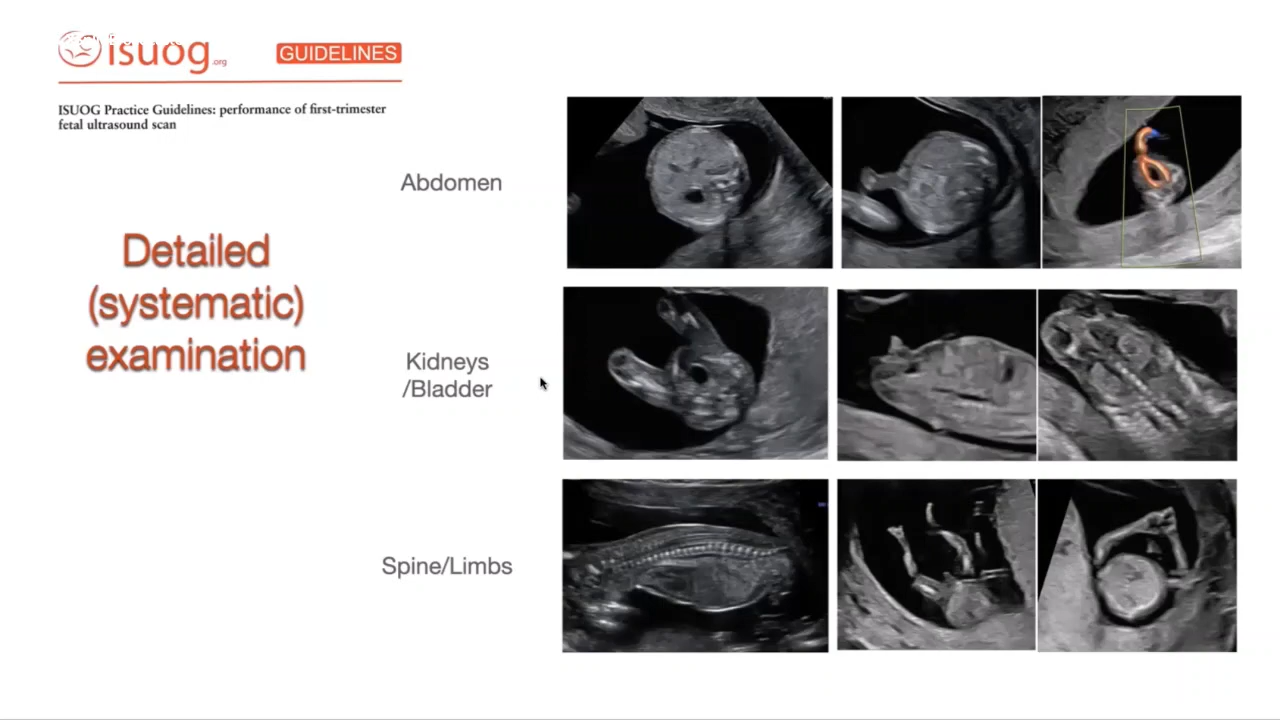 isuog.org
GUIDELINES
ISUOG Practice Guidelines: performance of first-trimester
fetal ultrasound scan
Abdomen
Detailed
(systematic)
examination
Kidneys
/Bladder
Spine/Limbs